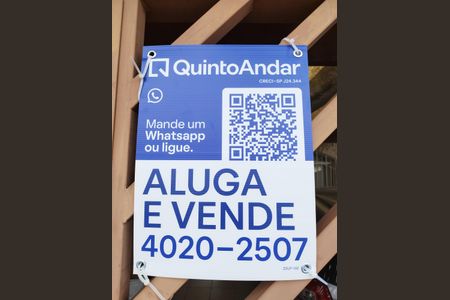 QuintoAndar
CRECI-SP J24.344
Mande um
Whatsapp
ou ligue.
ALUGA
E VENDE
4020-2507